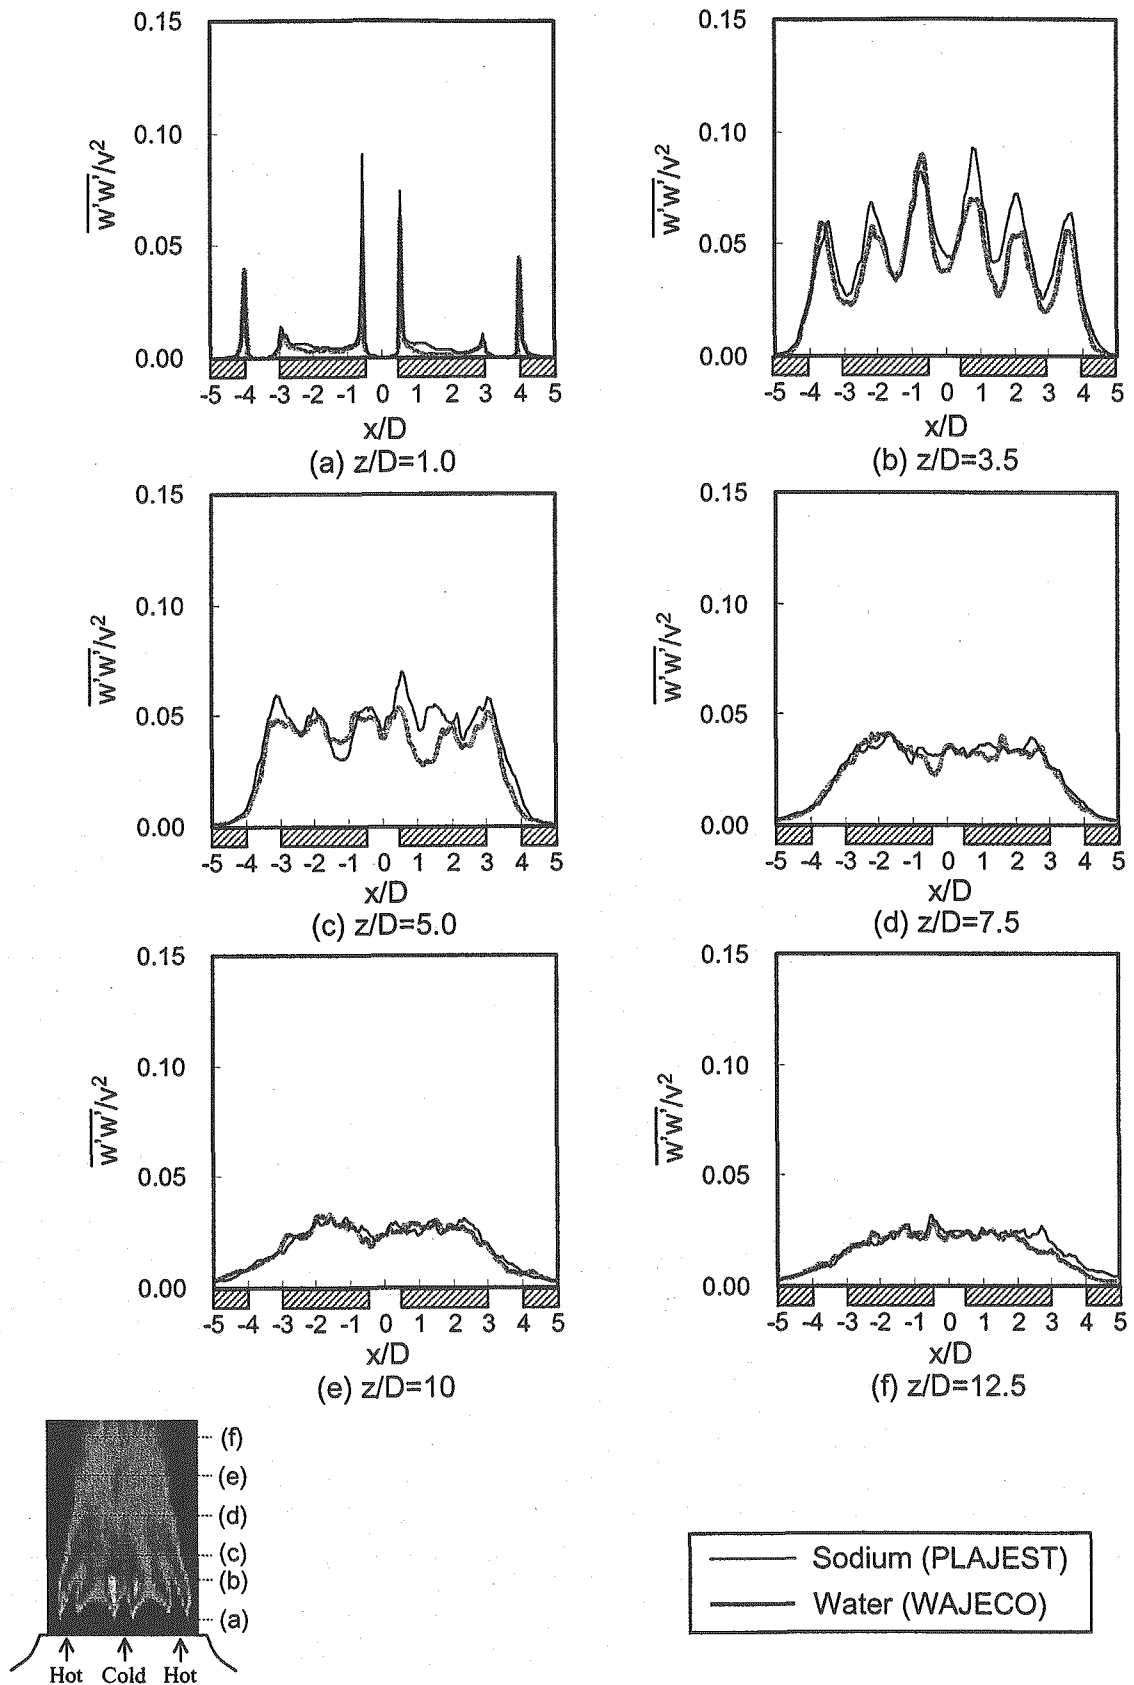 0.15
0.10
0.05
0.00
w'w'/v²
-5 -4 -3 -2 -1 0 1 2 3 4 5
x/D
(a) z/D=1.0
0.15
0.10
0.05
0.00
w'w'/v²
-5 -4 -3 -2 -1 0 1 2 3 4 5
x/D
(b) z/D=3.5
0.15
0.10
0.05
0.00
w'w'/v²
-5 -4 -3 -2 -1 0 1 2 3 4 5
x/D
(c) z/D=5.0
0.15
0.10
0.05
0.00
w'w'/v²
-5 -4 -3 -2 -1 0 1 2 3 4 5
x/D
(d) z/D=7.5
0.15
0.10
0.05
0.00
w'w'/v²
-5 -4 -3 -2 -1 0 1 2 3 4 5
x/D
(e) z/D=10
0.15
0.10
0.05
0.00
w'w'/v²
-5 -4 -3 -2 -1 0 1 2 3 4 5
x/D
(f) z/D=12.5
(f)
(e)
(d)
(c)
(b)
(a)
Hot Cold Hot
Sodium (PLAJEST)
Water (WAJECO)